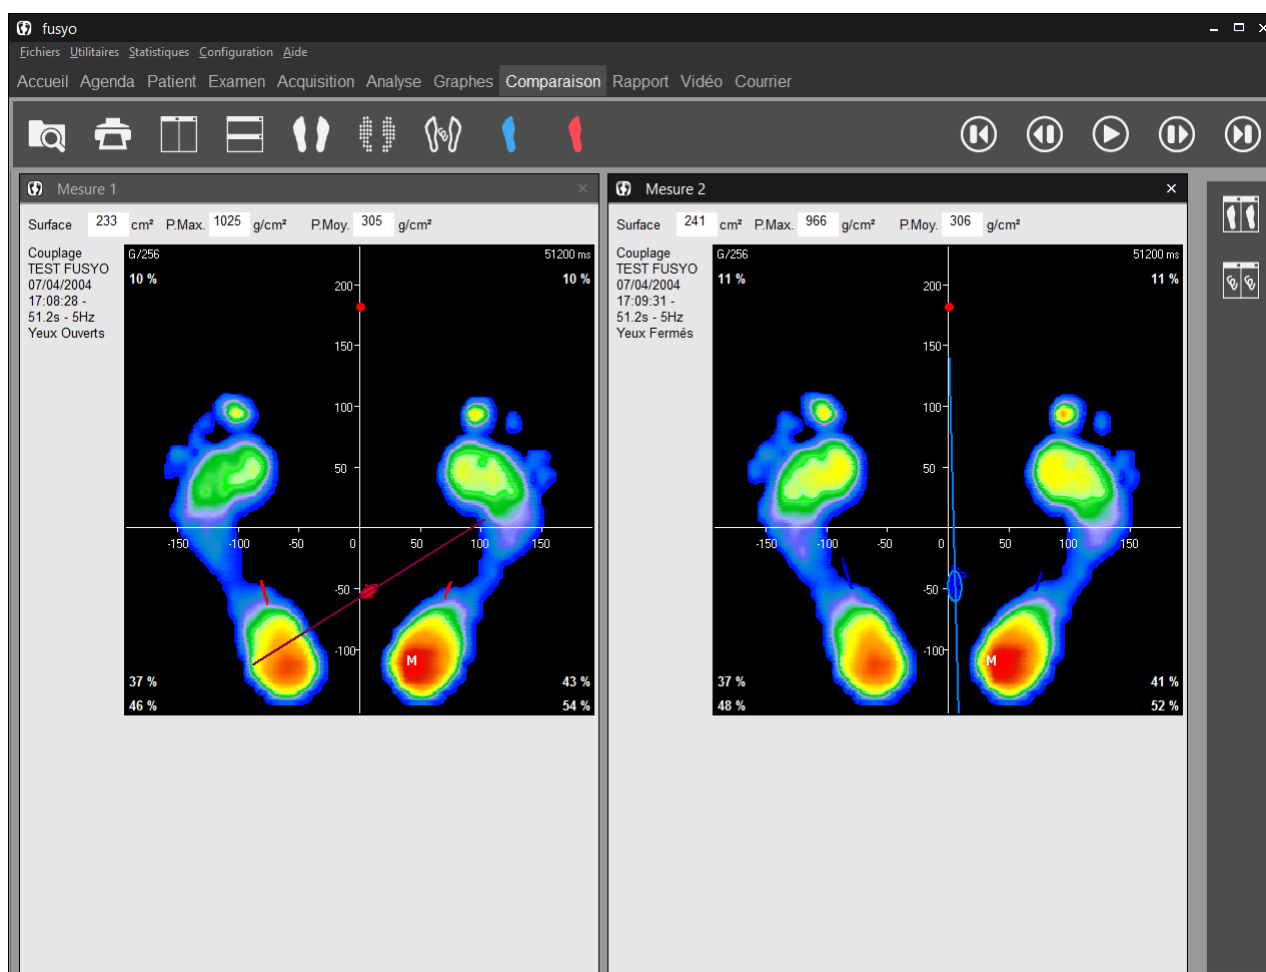 fusyo
Fichiers Utilitaires Statistiques Configuration Aide
Accueil Agenda Patient Examen Acquisition Analyse Graphes Comparaison Rapport Vidéo Courrier
Mesure 1
Surface 233 cm² P.Max. 1025 g/cm² P.Moy. 305 g/cm²
Couplage
TEST FUSYO
07/04/2004
17:08:28 -
51.2s - 5Hz
Yeux Ouverts
G/256 51200 ms
10 % 10 %
200
150
100
50
-150 -100 -50 0 50 100 150
-50
-100
M
37 % 43 %
46 % 54 %
Mesure 2
Surface 241 cm² P.Max. 966 g/cm² P.Moy. 306 g/cm²
Couplage
TEST FUSYO
07/04/2004
17:09:31 -
51.2s - 5Hz
Yeux Fermés
G/256 51200 ms
11 % 11 %
200
150
100
50
-150 -100 -50 0 50 100 150
-50
-100
M
37 % 41 %
48 % 52 %